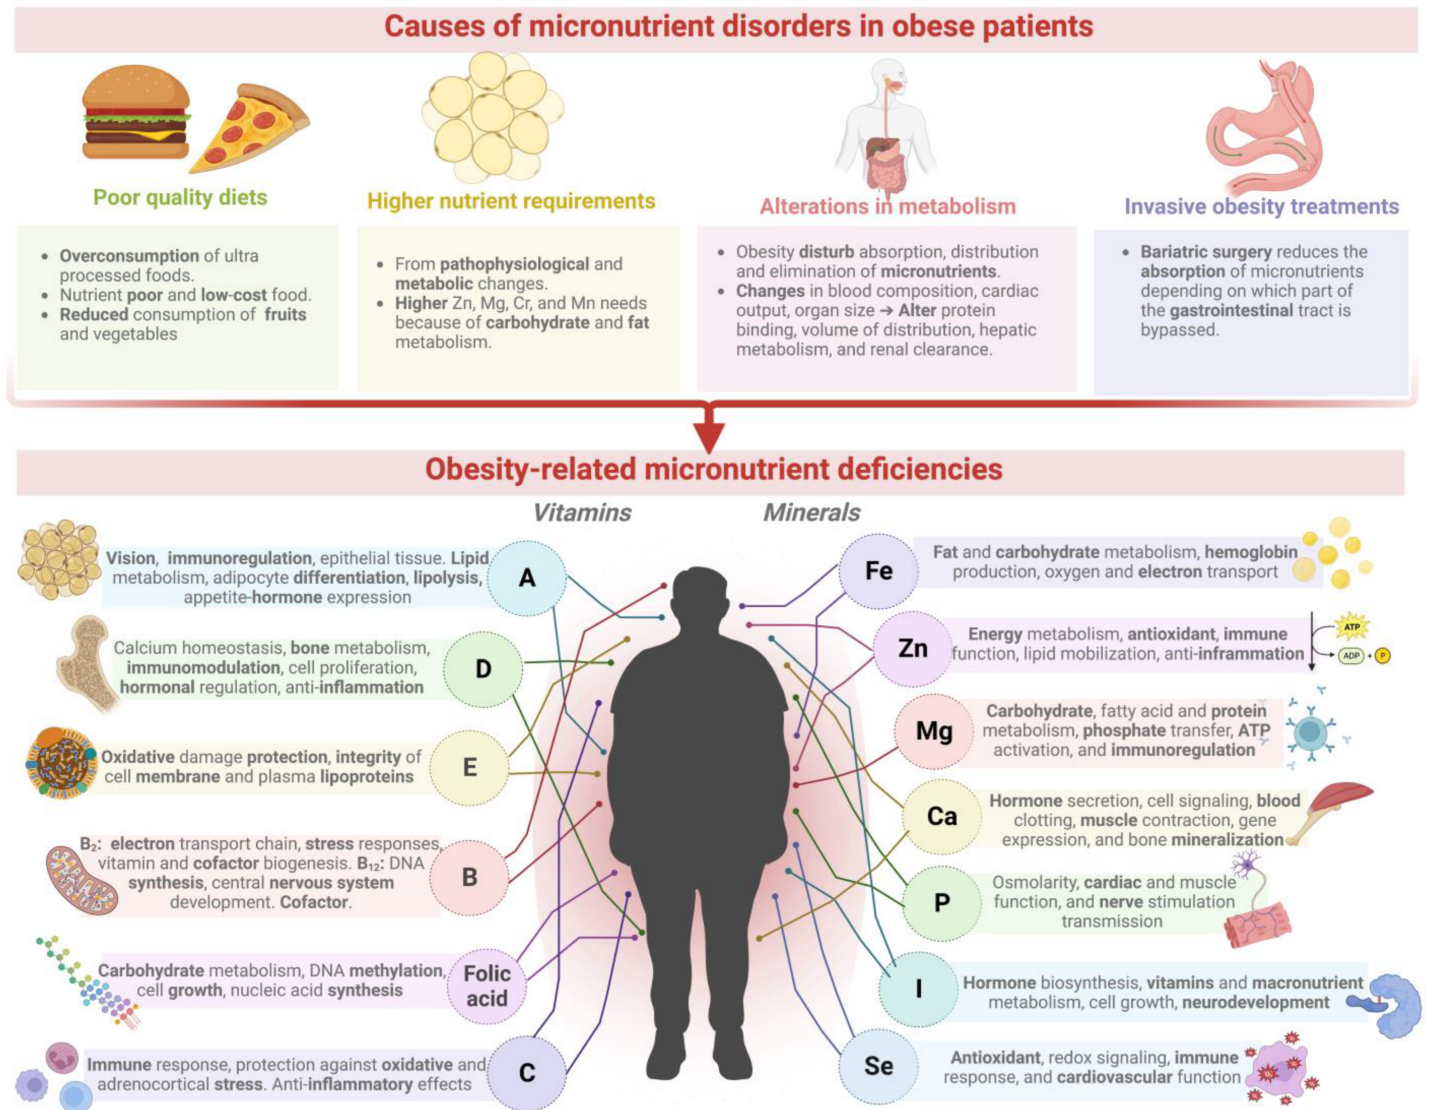 Causes of micronutrient disorders in obese patients
Poor quality diets
• Overconsumption of ultra
processed foods.
• Nutrient poor and low-cost food.
• Reduced consumption of fruits
and vegetables
Higher nutrient requirements
• From pathophysiological and
metabolic changes.
• Higher Zn, Mg, Cr, and Mn needs
because of carbohydrate and fat
metabolism.
Alterations in metabolism
• Obesity disturb absorption, distribution
and elimination of micronutrients.
• Changes in blood composition, cardiac
output, organ size ➔ Alter protein
binding, volume of distribution, hepatic
metabolism, and renal clearance.
Invasive obesity treatments
• Bariatric surgery reduces the
absorption of micronutrients
depending on which part of
the gastrointestinal tract is
bypassed.
Obesity-related micronutrient deficiencies
Vitamins
Vision, immunoregulation, epithelial tissue. Lipid
metabolism, adipocyte differentiation, lipolysis,
appetite-hormone expression
A
Calcium homeostasis, bone metabolism,
immunomodulation, cell proliferation,
hormonal regulation, anti-inflammation
D
Oxidative damage protection, integrity of
cell membrane and plasma lipoproteins
E
B₂: electron transport chain, stress responses,
vitamin and cofactor biogenesis. B₁₂: DNA
synthesis, central nervous system
development. Cofactor.
B
Carbohydrate metabolism, DNA methylation,
cell growth, nucleic acid synthesis
Folic
acid
Immune response, protection against oxidative and
adrenocortical stress. Anti-inflammatory effects
C
Minerals
Fe
Fat and carbohydrate metabolism, hemoglobin
production, oxygen and electron transport
Zn
Energy metabolism, antioxidant, immune
function, lipid mobilization, anti-inframmation
ATP
ADP + P
Mg
Carbohydrate, fatty acid and protein
metabolism, phosphate transfer, ATP
activation, and immunoregulation
Ca
Hormone secretion, cell signaling, blood
clotting, muscle contraction, gene
expression, and bone mineralization
P
Osmolarity, cardiac and muscle
function, and nerve stimulation
transmission
I
Hormone biosynthesis, vitamins and macronutrient
metabolism, cell growth, neurodevelopment
Se
Antioxidant, redox signaling, immune
response, and cardiovascular function